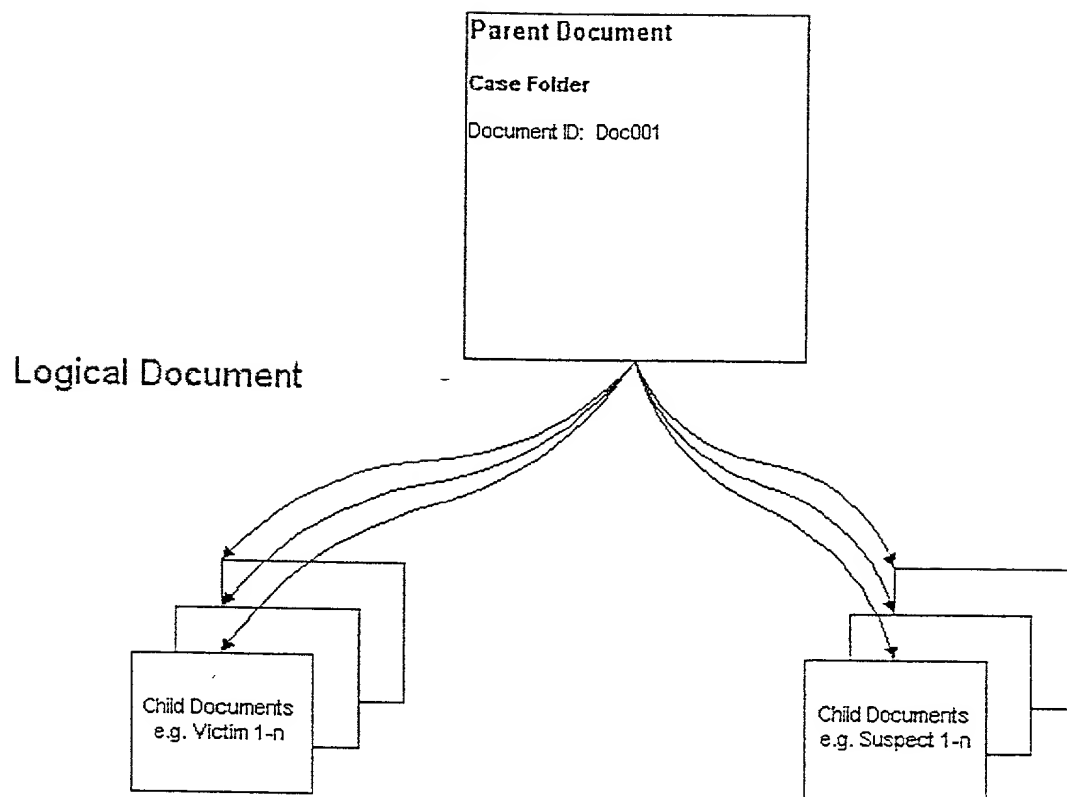 Parent Document
Case Folder
Document ID: Doc001
Logical Document
Child Documents
e.g. Victim 1-n
Child Documents
e.g. Suspect 1-n